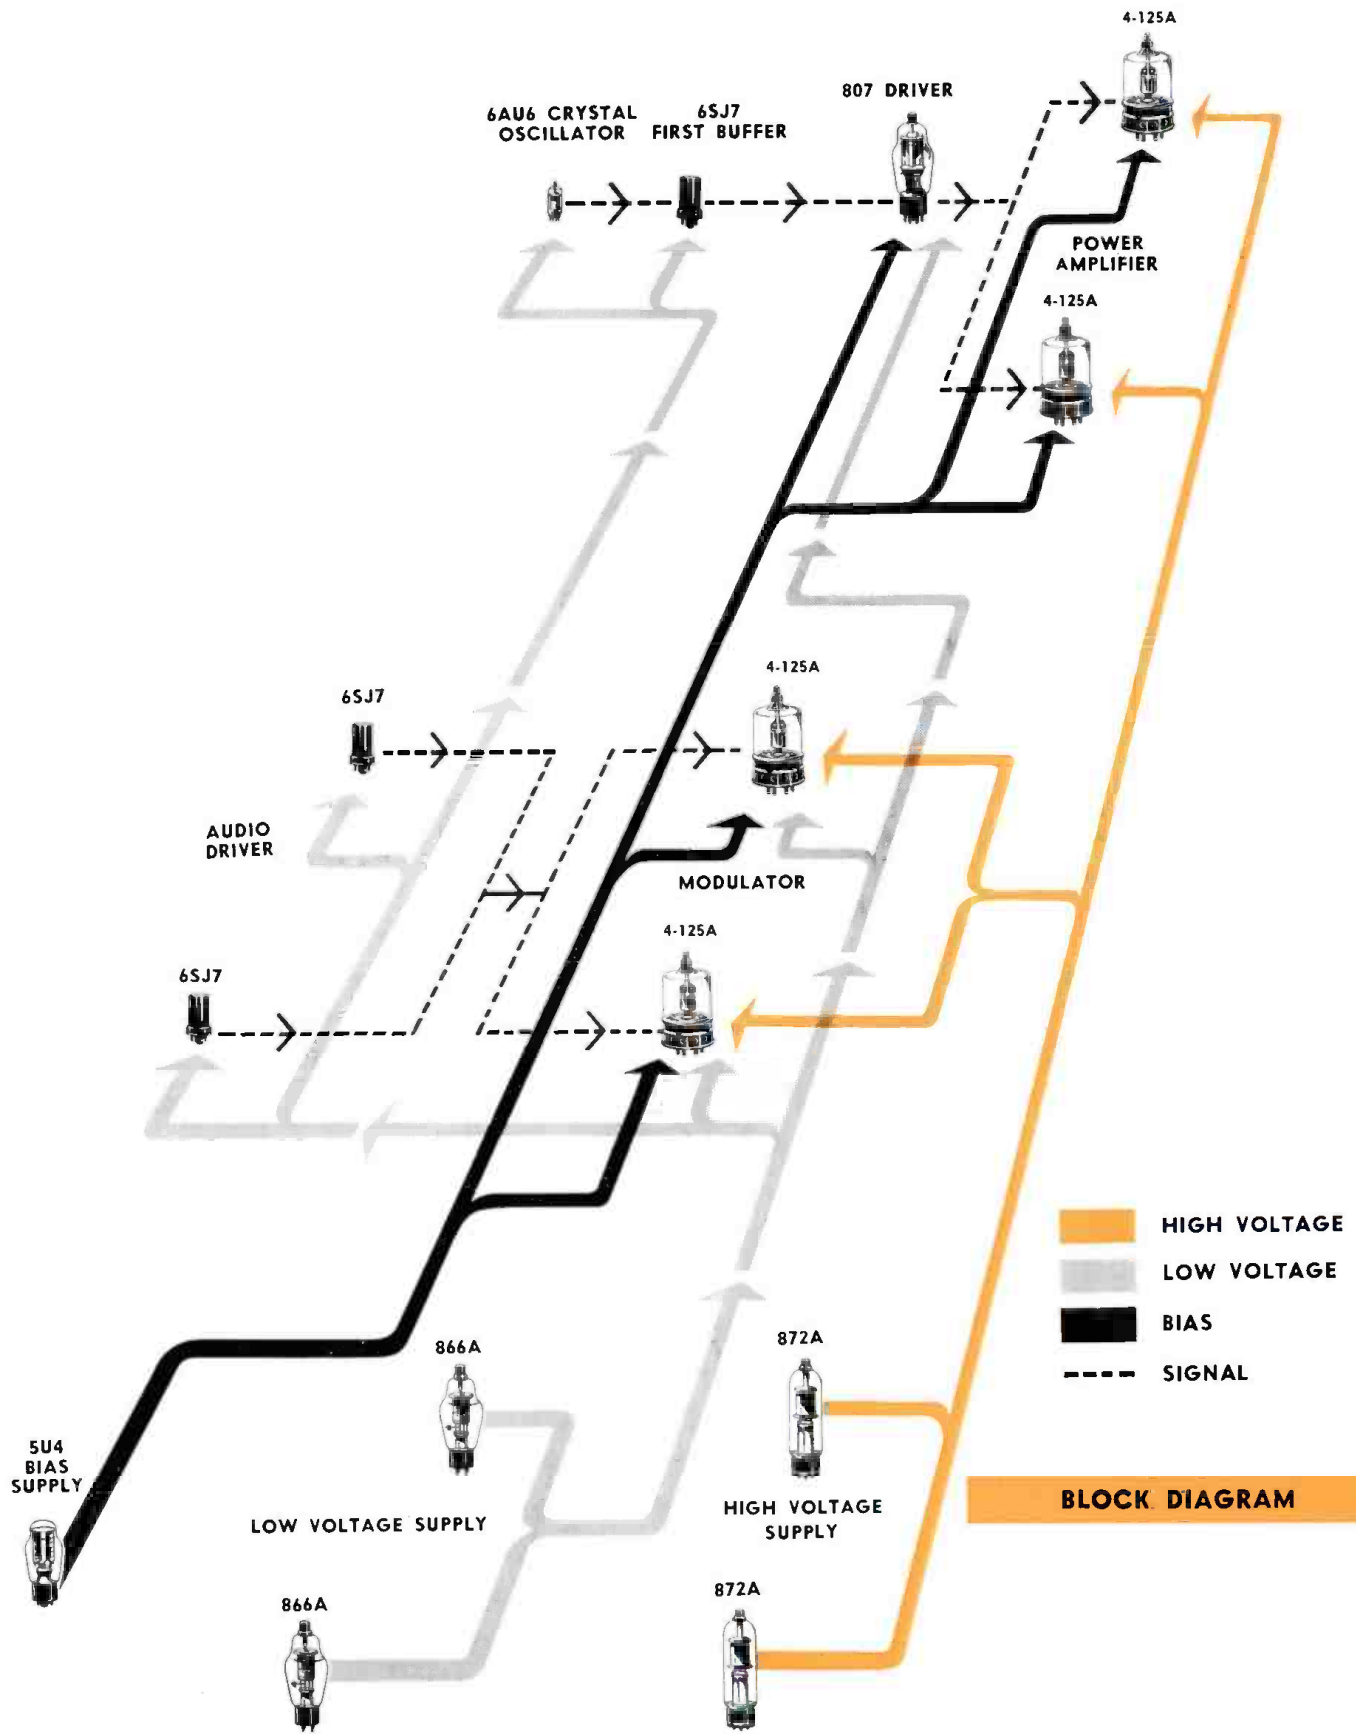 4-125A
807 DRIVER
6AU6 CRYSTAL
OSCILLATOR
6SJ7
FIRST BUFFER
POWER
AMPLIFIER
4-125A
4-125A
6SJ7
AUDIO
DRIVER
MODULATOR
4-125A
6SJ7
HIGH VOLTAGE
LOW VOLTAGE
BIAS
SIGNAL
866A
872A
5U4
BIAS
SUPPLY
LOW VOLTAGE SUPPLY
HIGH VOLTAGE
SUPPLY
BLOCK DIAGRAM
866A
872A